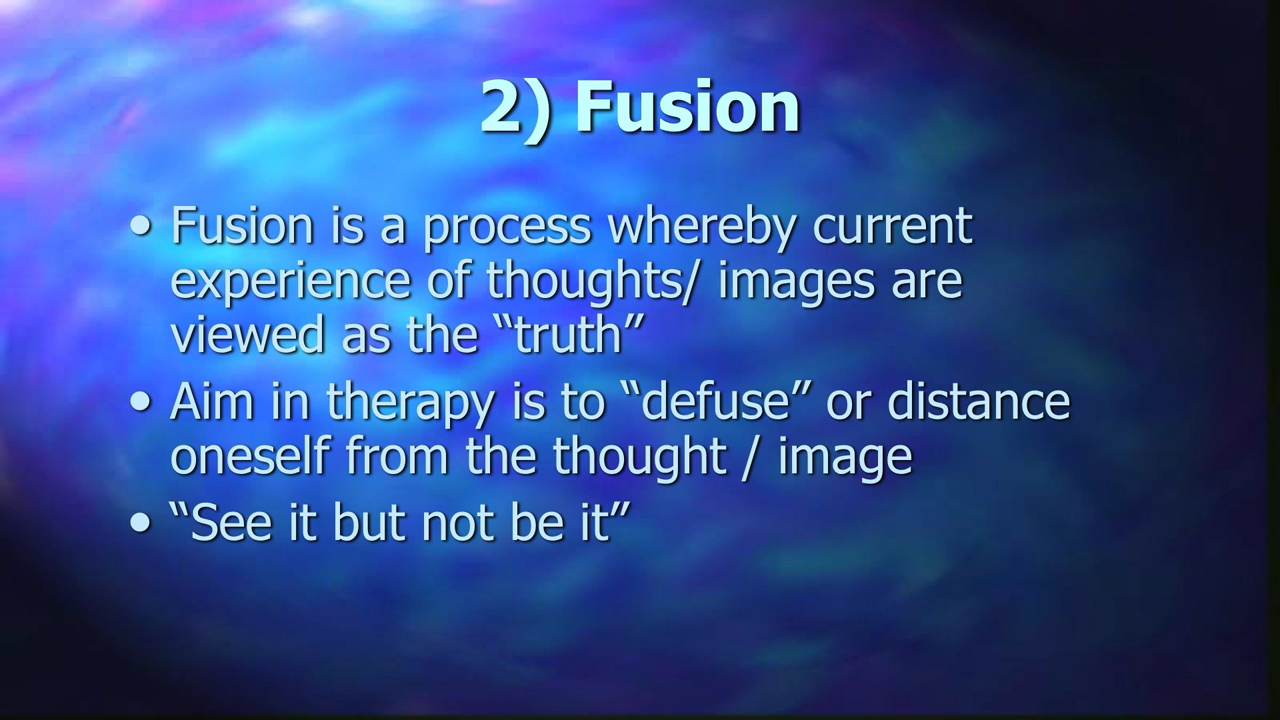 2) Fusion
• Fusion is a process whereby current
experience of thoughts/ images are
viewed as the “truth”
• Aim in therapy is to “defuse” or distance
oneself from the thought / image
• “See it but not be it”